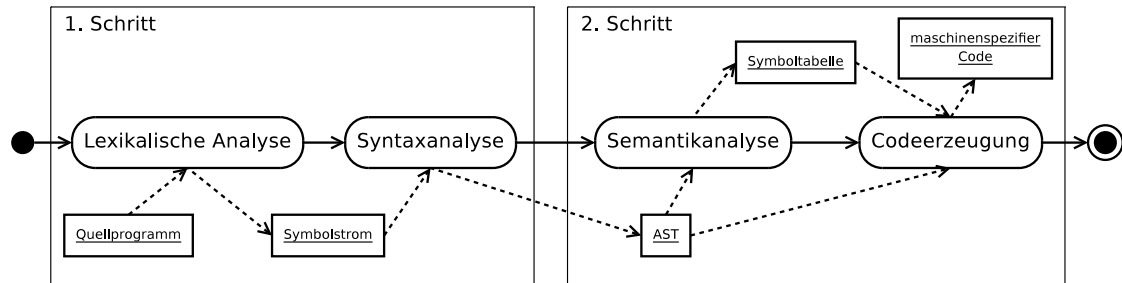 1. Schritt
2. Schritt
maschinenspezifier
Code
Symboltabelle
Lexikalische Analyse
Syntaxanalyse
Semantikanalyse
Codeerzeugung
Quellprogramm
Symbolstrom
AST